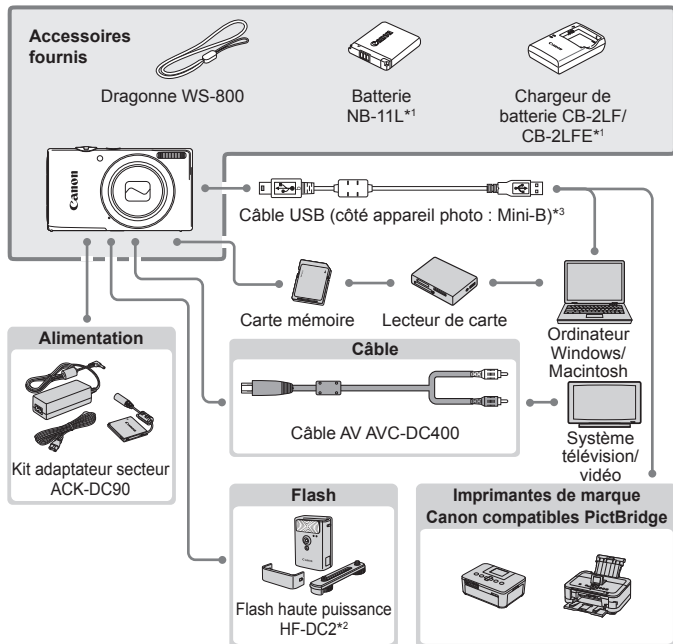 Accessoires
fournis
Dragonne WS-800
Batterie
NB-11L*1
Chargeur de
batterie CB-2LF/
CB-2LFE*1
Canon
Câble USB (côté appareil photo : Mini-B)*3
Carte mémoire
Lecteur de carte
Ordinateur
Windows/
Macintosh
Alimentation
Kit adaptateur secteur
ACK-DC90
Câble
Câble AV AVC-DC400
Système
télévision/
vidéo
Flash
Flash haute puissance
HF-DC2*2
Imprimantes de marque
Canon compatibles PictBridge